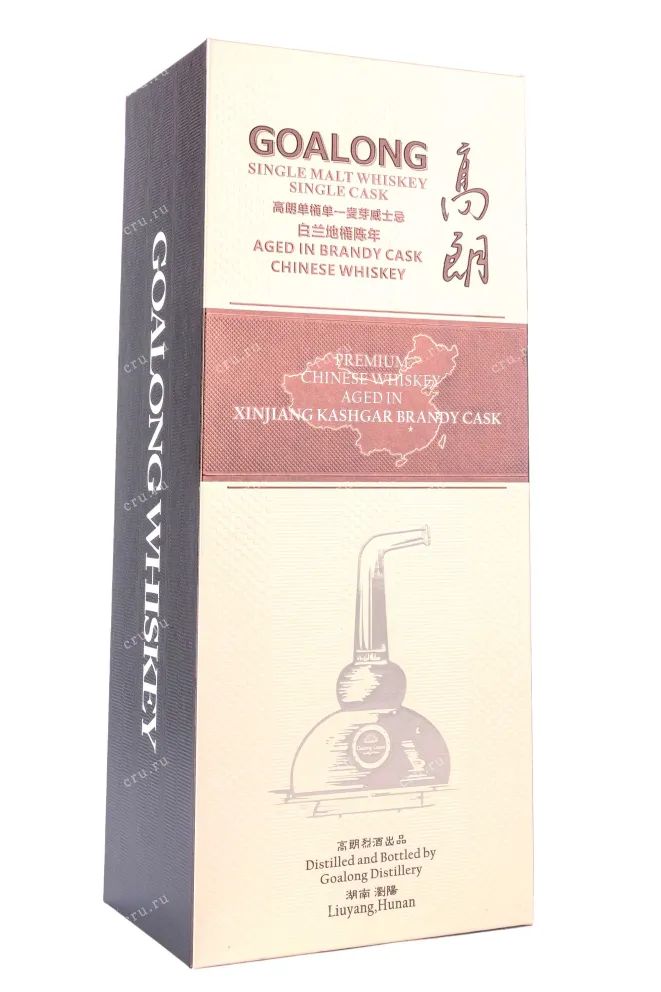 GOALONG
SINGLE MALT WHISKEY
SINGLE CASK
高朗单桶单一麦芽威士忌
白兰地桶陈年
AGED IN BRANDY CASK
CHINESE WHISKEY
高朗
PREMIUM
CHINESE WHISKEY
AGED IN
XINJIANG KASHGAR BRANDY CASK
高朗烈酒出品
Distilled and Bottled by
Goalong Distillery
湖南 瀏陽
Liuyang,Hunan
GOALONG WHISKEY
cru.ru